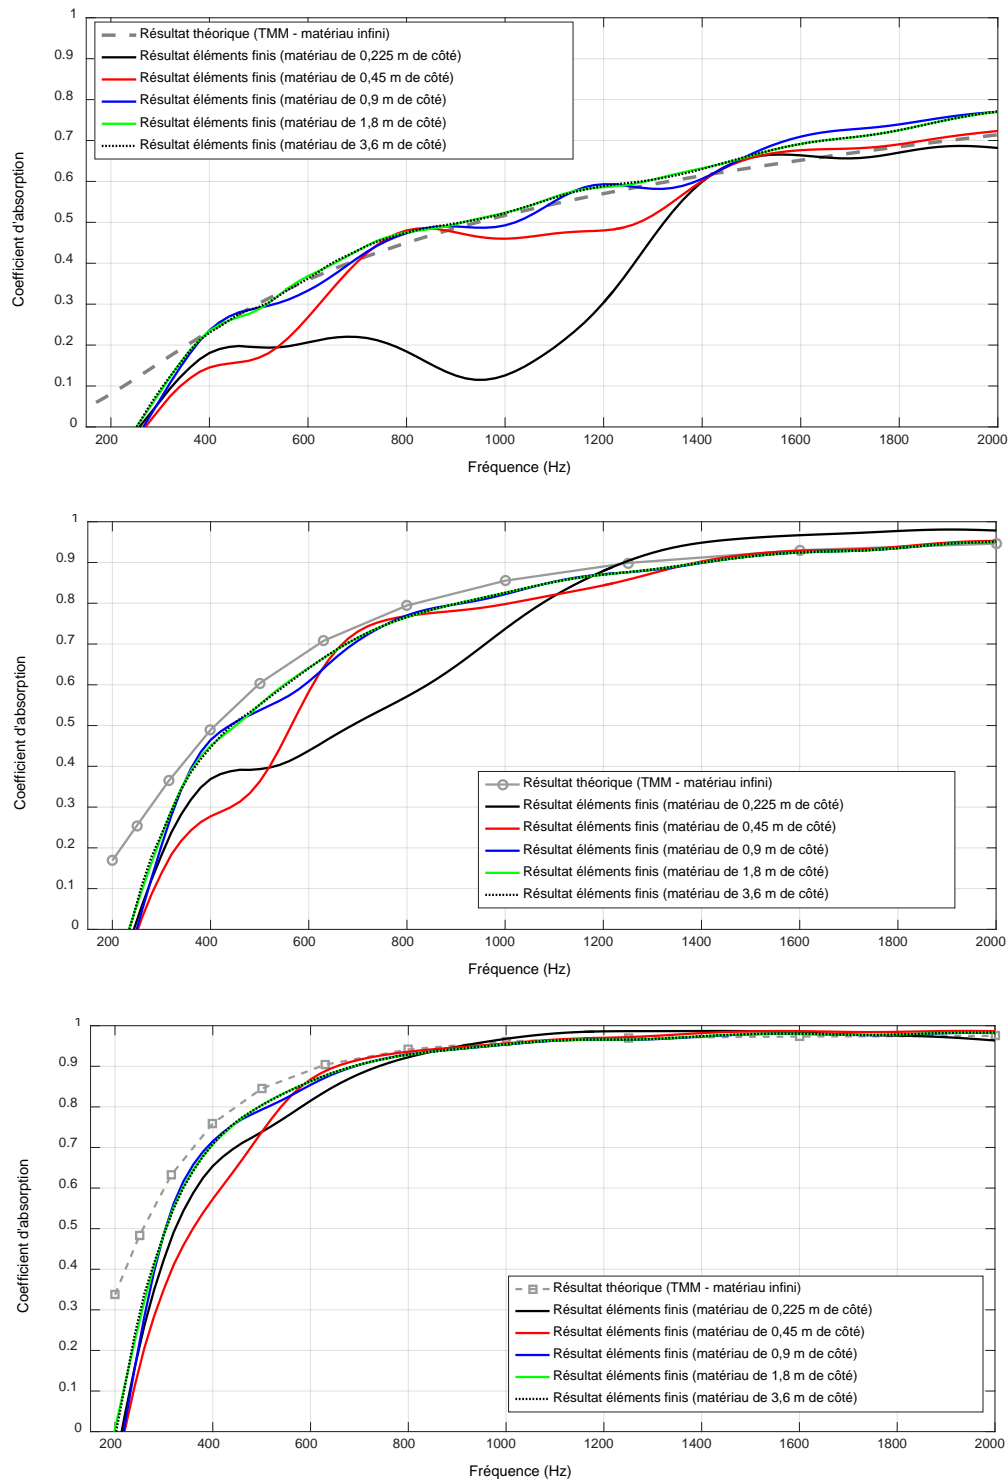 1
0.9
0.8
0.7
0.6
0.5
0.4
0.3
0.2
0.1
0
Coefficient d'absorption
Résultat éléments finis (matériau de 0,225 m de côté)
Résultat théorique (TMM - matériau infini)
Résultat éléments finis (matériau de 0,45 m de côté)
Résultat éléments finis (matériau de 0,9 m de côté)
Résultat éléments finis (matériau de 1,8 m de côté)
Résultat éléments finis (matériau de 3,6 m de côté)
200 400 600 800 1000 1200 1400 1600 1800 2000
Fréquence (Hz)
1
0.9
0.8
0.7
0.6
0.5
0.4
0.3
0.2
0.1
0
Coefficient d'absorption
Résultat théorique (TMM - matériau infini)
Résultat éléments finis (matériau de 0,225 m de côté)
Résultat éléments finis (matériau de 0,45 m de côté)
Résultat éléments finis (matériau de 0,9 m de côté)
Résultat éléments finis (matériau de 1,8 m de côté)
Résultat éléments finis (matériau de 3,6 m de côté)
200 400 600 800 1000 1200 1400 1600 1800 2000
Fréquence (Hz)
1
0.9
0.8
0.7
0.6
0.5
0.4
0.3
0.2
0.1
0
Coefficient d'absorption
Résultat théorique (TMM - matériau infini)
Résultat éléments finis (matériau de 0,225 m de côté)
Résultat éléments finis (matériau de 0,45 m de côté)
Résultat éléments finis (matériau de 0,9 m de côté)
Résultat éléments finis (matériau de 1,8 m de côté)
Résultat éléments finis (matériau de 3,6 m de côté)
200 400 600 800 1000 1200 1400 1600 1800 2000
Fréquence (Hz)